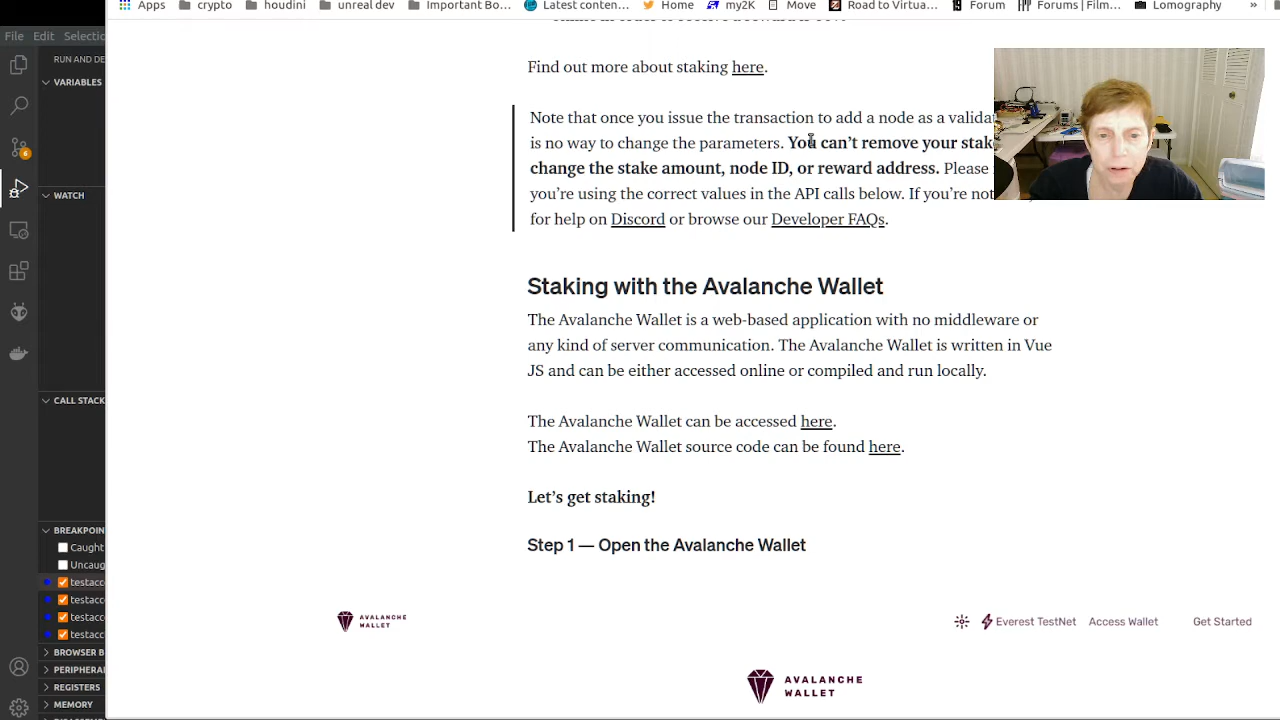 Apps crypto houdini unreal dev Important Bo... Latest conten... Home my2K Move Road to Virtua... Forum Forums | Film... Lomography »
File Edit Selectio
RUN AND DE
VARIABLES
WATCH
CALL STACK
BREAKPOIN
Caught
Uncaug
testacc
testacc
testacc
testacc
BROWSER B
PERIPHERAL
REGISTERS
MEMORY
6
Find out more about staking here.
Note that once you issue the transaction to add a node as a validat
is no way to change the parameters. You can’t remove your stak
change the stake amount, node ID, or reward address. Please
you’re using the correct values in the API calls below. If you’re not
for help on Discord or browse our Developer FAQs.
Staking with the Avalanche Wallet
The Avalanche Wallet is a web-based application with no middleware or
any kind of server communication. The Avalanche Wallet is written in Vue
JS and can be either accessed online or compiled and run locally.
The Avalanche Wallet can be accessed here.
The Avalanche Wallet source code can be found here.
Let’s get staking!
Step 1 — Open the Avalanche Wallet
AVALANCHE
WALLET
Everest TestNet Access Wallet Get Started
AVALANCHE
WALLET